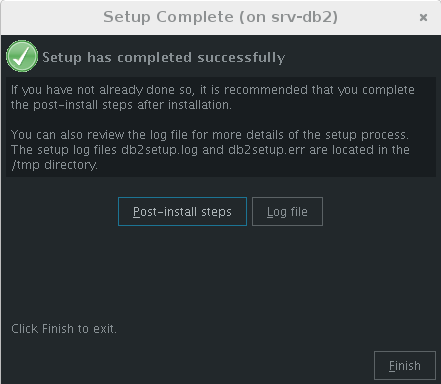 Setup Complete (on srv-db2)
Setup has completed successfully
If you have not already done so, it is recommended that you complete
the post-install steps after installation.
You can also review the log file for more details of the setup process.
The setup log files db2setup.log and db2setup.err are located in the
/tmp directory.
Post-install steps
Log file
Click Finish to exit.
Finish